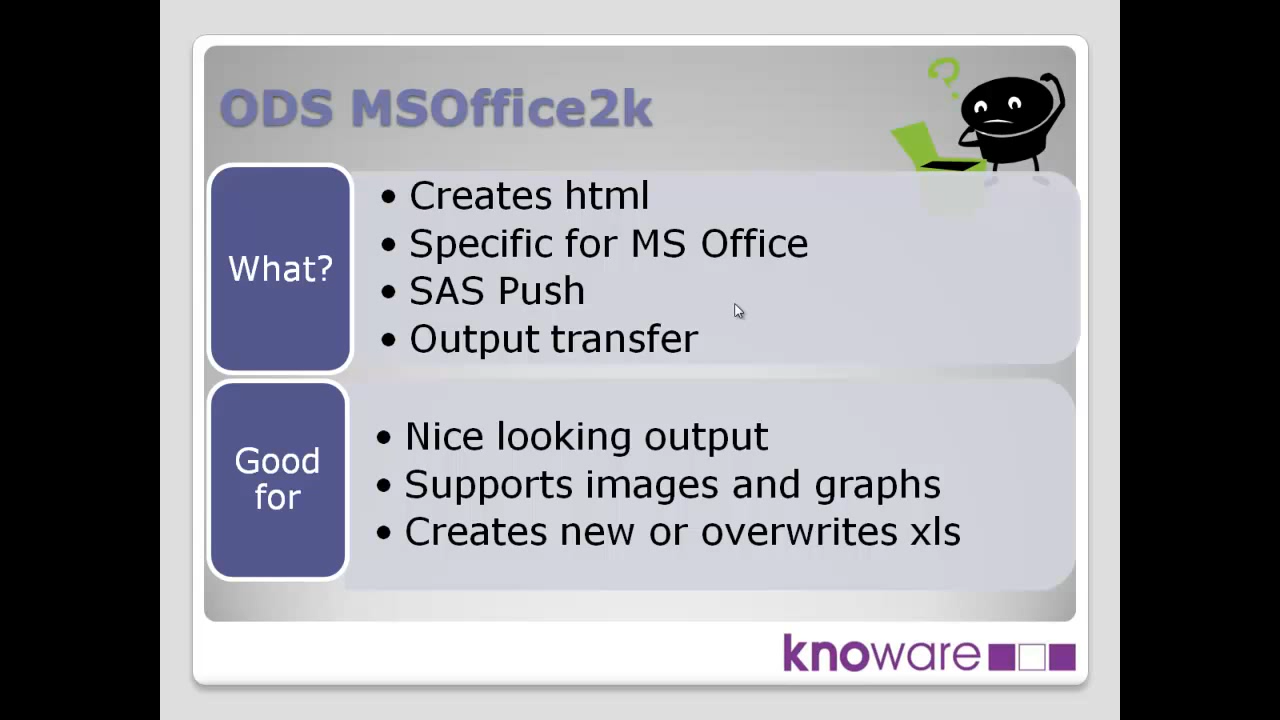 ODS MSOffice2k
?
What?
• Creates html
• Specific for MS Office
• SAS Push
• Output transfer
Good
for
• Nice looking output
• Supports images and graphs
• Creates new or overwrites xls
knoware